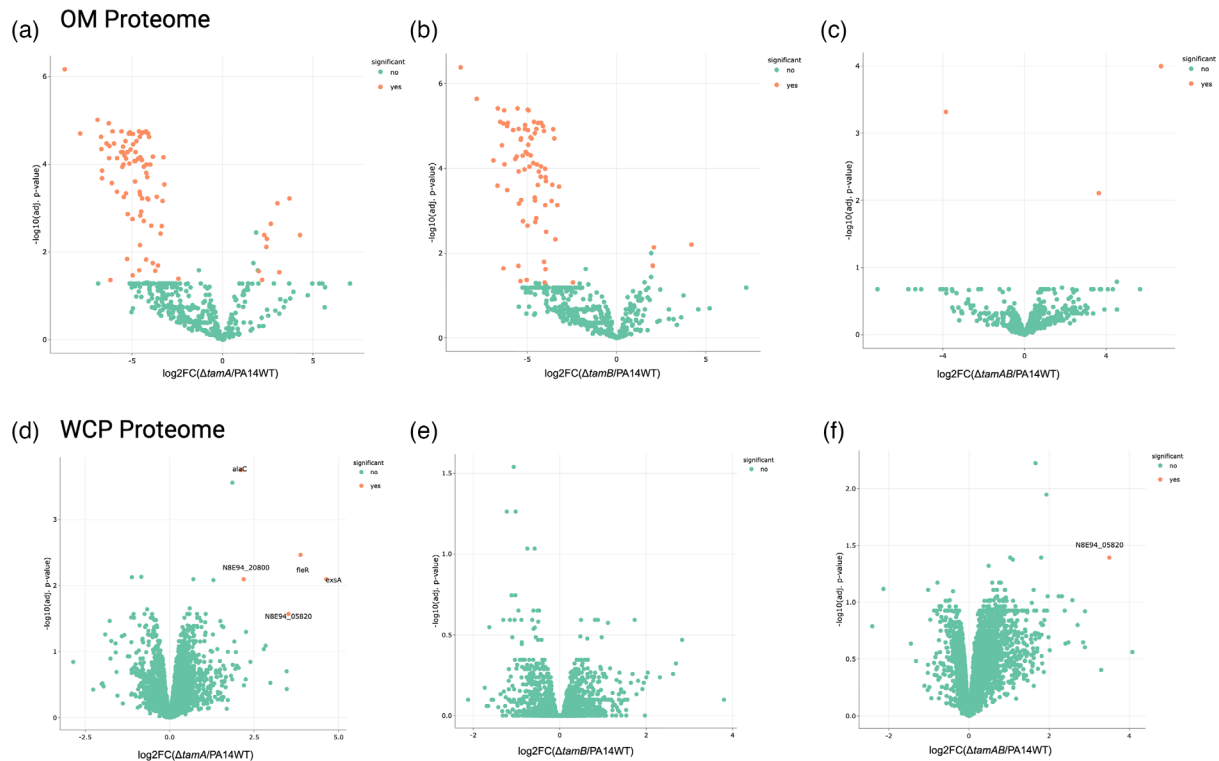 OM Proteome
(a)
significant
no
yes
6
4
2
0
-log10(adj. p-value)
-5
0
5
log2FC(ΔtamA/PA14WT)
(b)
significant
no
yes
6
4
2
0
-log10(adj. p-value)
-5
0
5
log2FC(ΔtamB/PA14WT)
(c)
significant
no
yes
4
3
2
1
0
-log10(adj. p-value)
-4
0
4
log2FC(ΔtamAB/PA14WT)
WCP Proteome
(d)
significant
no
yes
alaC
fleR
N8E94_20800
exsA
N8E94_05820
3
2
1
0
-log10(adj. p-value)
-2.5
0.0
2.5
5.0
log2FC(ΔtamA/PA14WT)
(e)
significant
no
1.5
1.0
0.5
0.0
-log10(adj. p-value)
-2
0
2
4
log2FC(ΔtamB/PA14WT)
(f)
significant
no
yes
N8E94_05820
2.0
1.5
1.0
0.5
0.0
-log10(adj. p-value)
-2
0
2
4
log2FC(ΔtamAB/PA14WT)